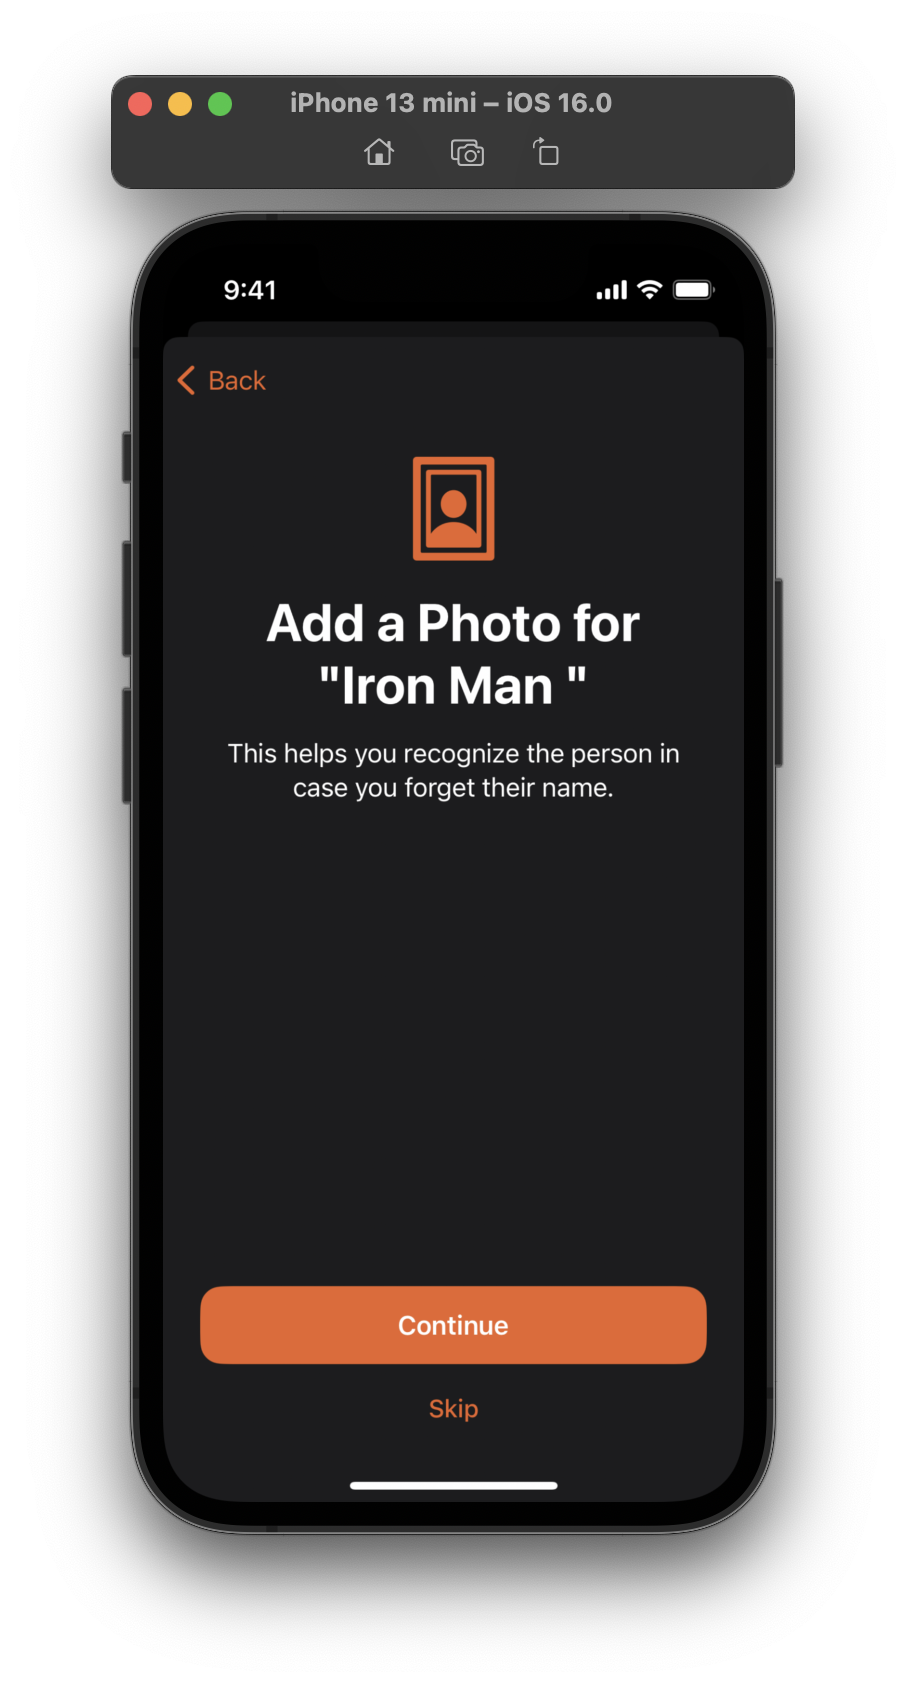 iPhone 13 mini – iOS 16.0
9:41
Back
Add a Photo for
"Iron Man "
This helps you recognize the person in
case you forget their name.
Continue
Skip